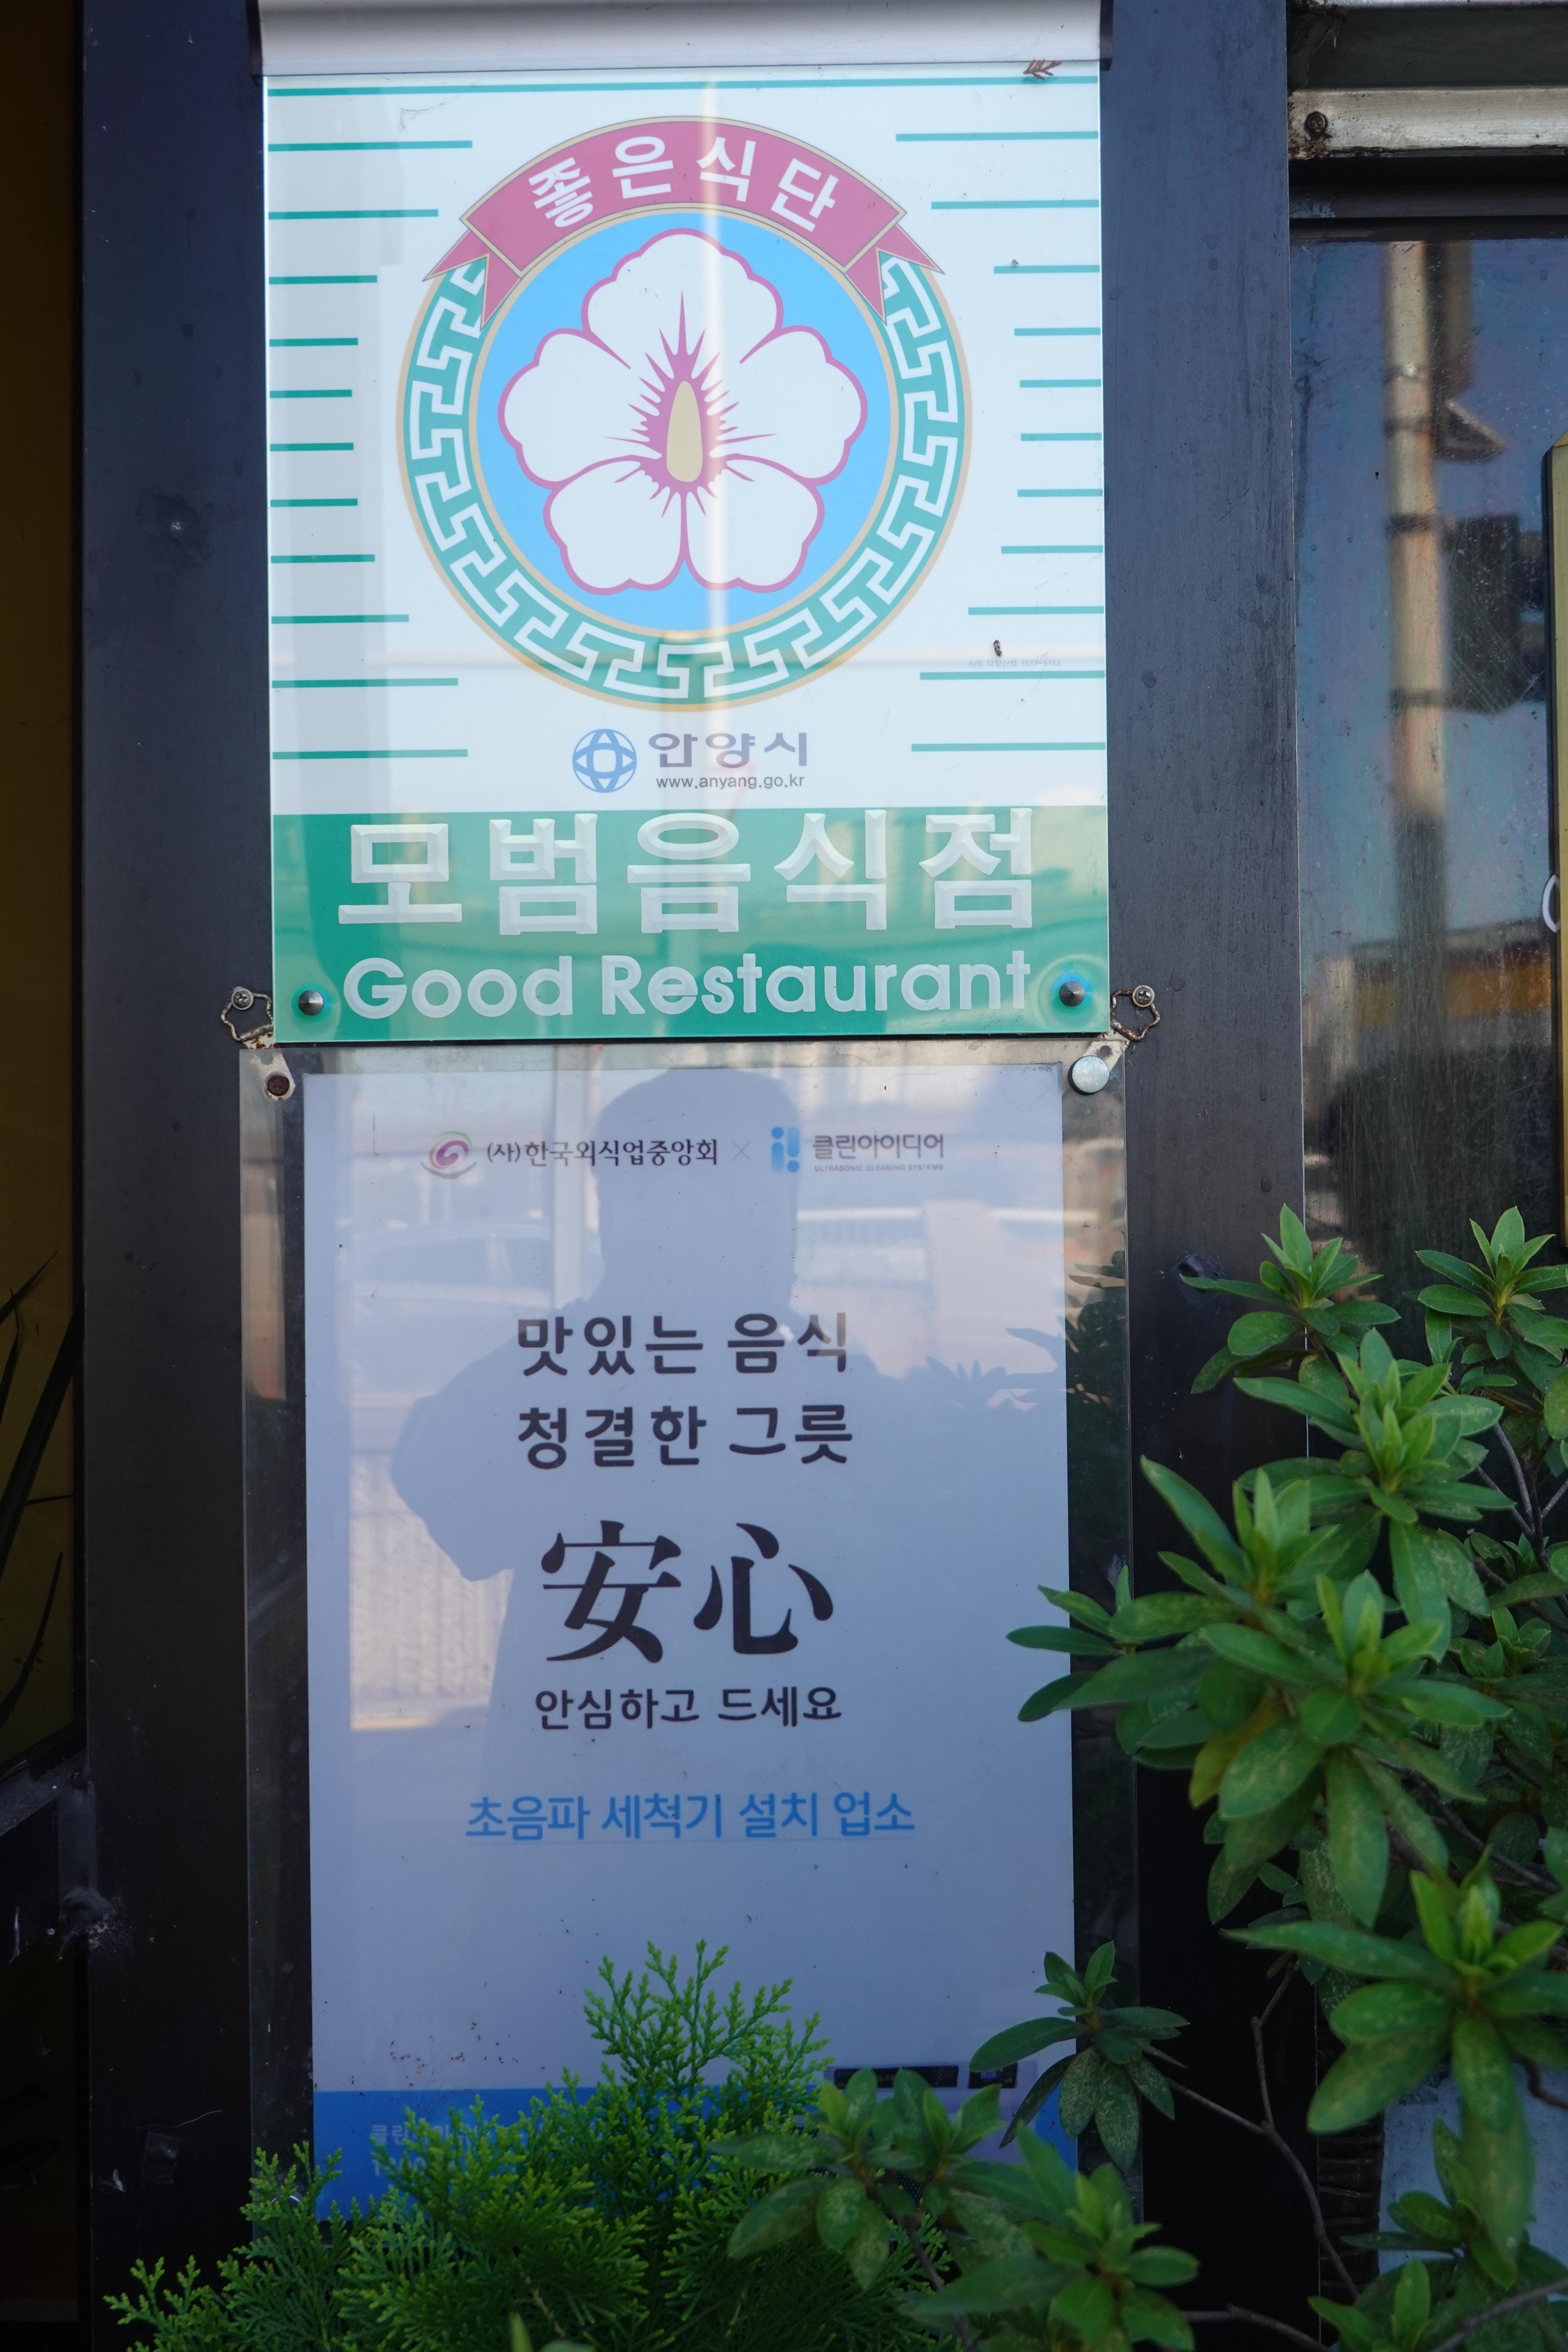 좋은식단
안양시
www.anyang.go.kr
모범음식점
Good Restaurant
(사)한국외식업중앙회 × 클린아이디어
ULTRASONIC CLEANING SYSTEMS
맛있는 음식
청결한 그릇
安心
안심하고 드세요
초음파 세척기 설치 업소